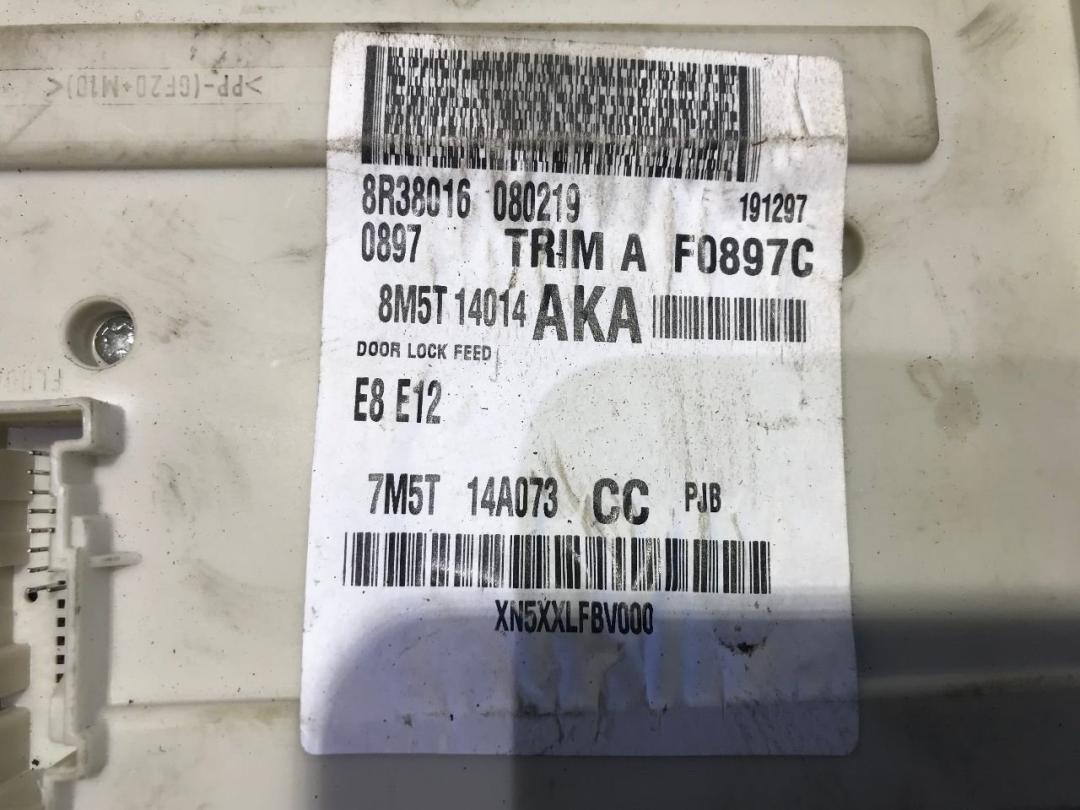 >PP-(GF20+M10)<
8R38016 080219 191297
0897 TRIM A F0897C
8M5T 14014 AKA
DOOR LOCK FEED
E8 E12
7M5T 14A073 CC PJB
XN5XXLFBV000